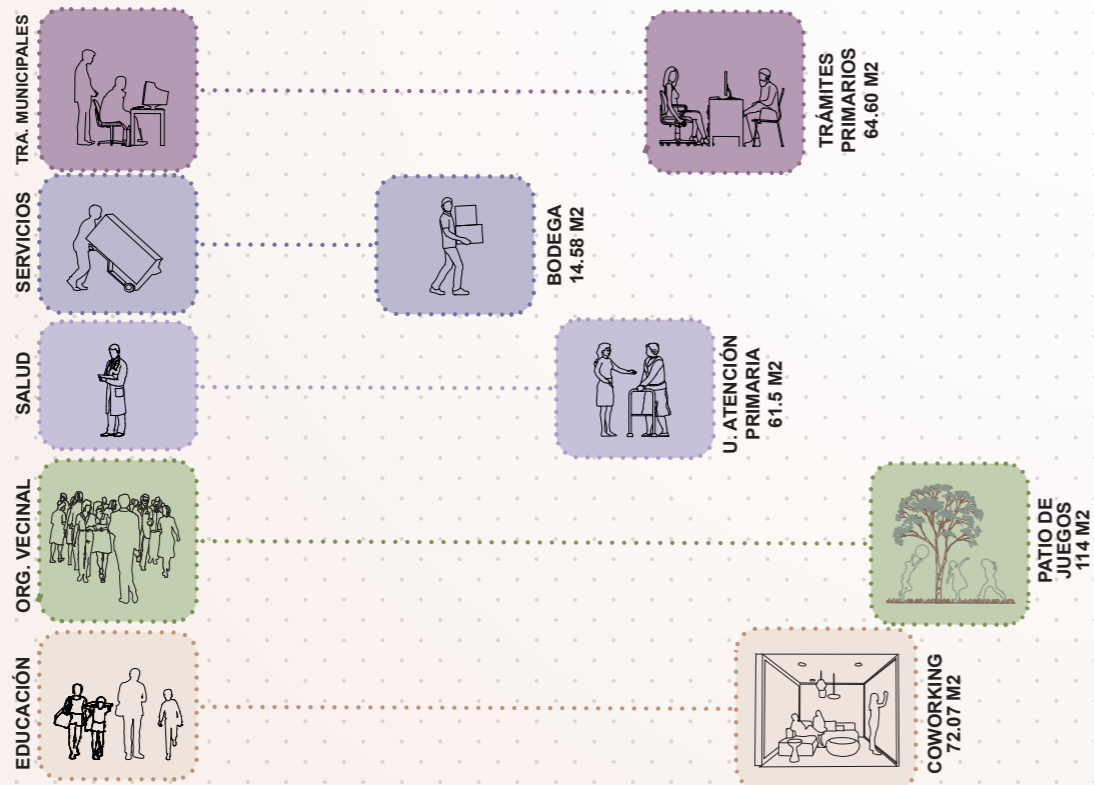 TRA. MUNICIPALES
TRÁMITES
PRIMARIOS
64.60 M2
SERVICIOS
BODEGA
14.58 M2
SALUD
U. ATENCIÓN
PRIMARIA
61.5 M2
ORG. VECINAL
PATIO DE
JUEGOS
114 M2
EDUCACIÓN
COWORKING
72.07 M2